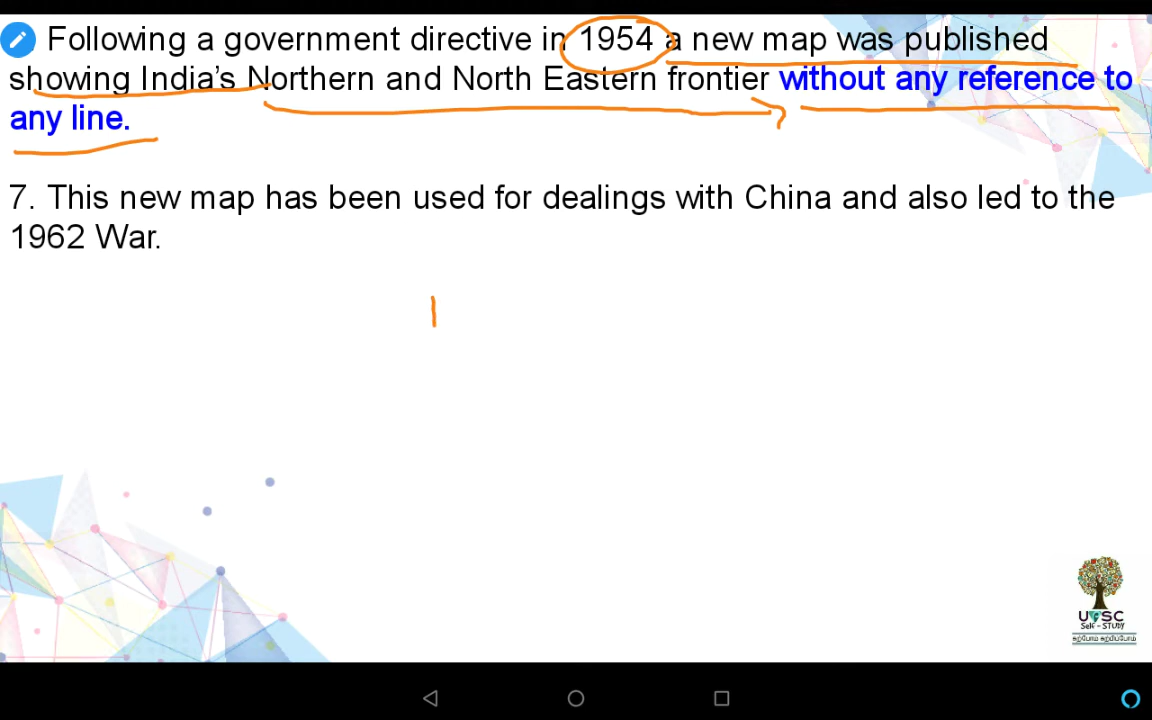 Following a government directive in 1954 a new map was published
showing India's Northern and North Eastern frontier without any reference to
any line.
7. This new map has been used for dealings with China and also led to the
1962 War.
UPSC
Self - STUDY
கற்போம் கற்பிப்போம்